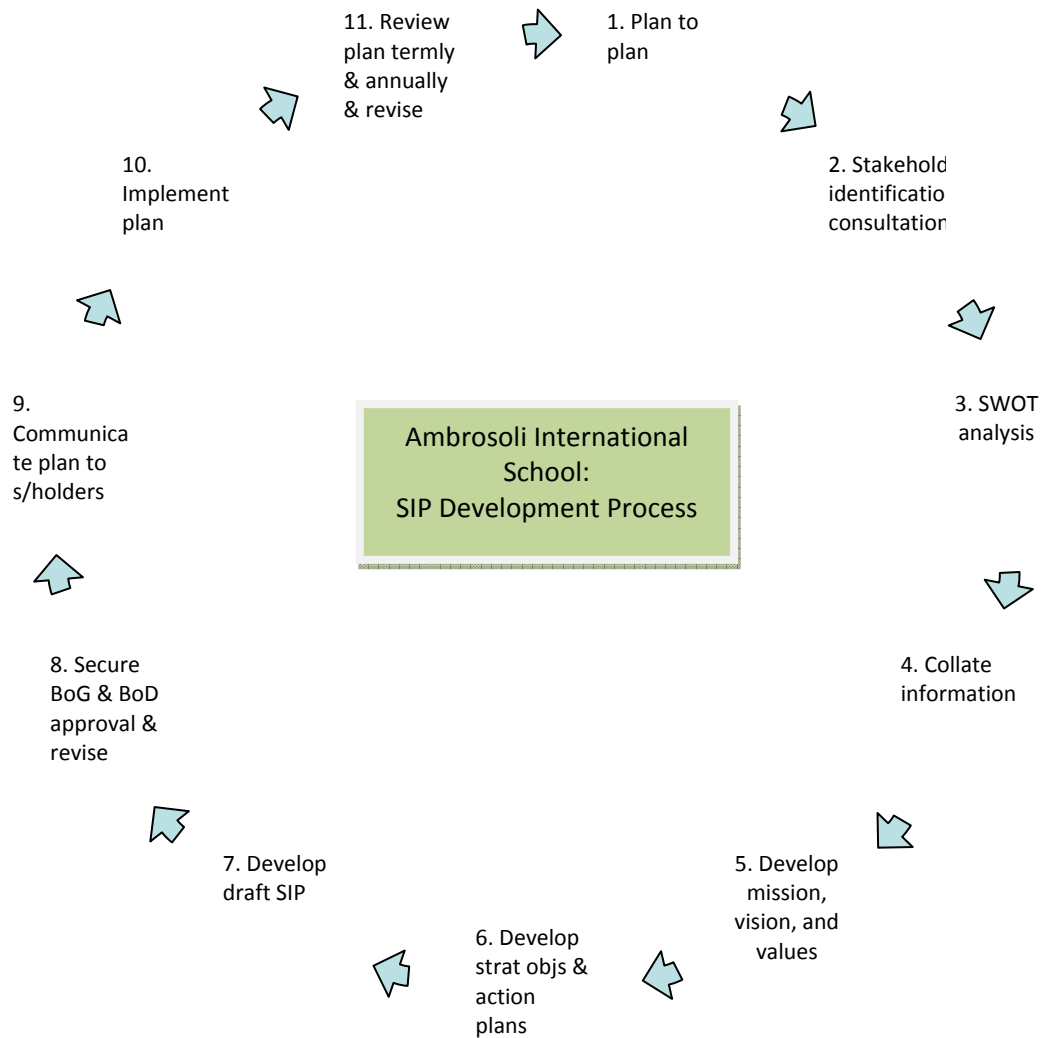 Ambrosoli International
School:
SIP Development Process
1. Plan to
plan
2. Stakehold
identificatio
consultation
3. SWOT
analysis
4. Collate
information
5. Develop
mission,
vision, and
values
6. Develop
strat objs &
action
plans
7. Develop
draft SIP
8. Secure
BoG & BoD
approval &
revise
9.
Communica
te plan to
s/holders
10.
Implement
plan
11. Review
plan termly
& annually
& revise